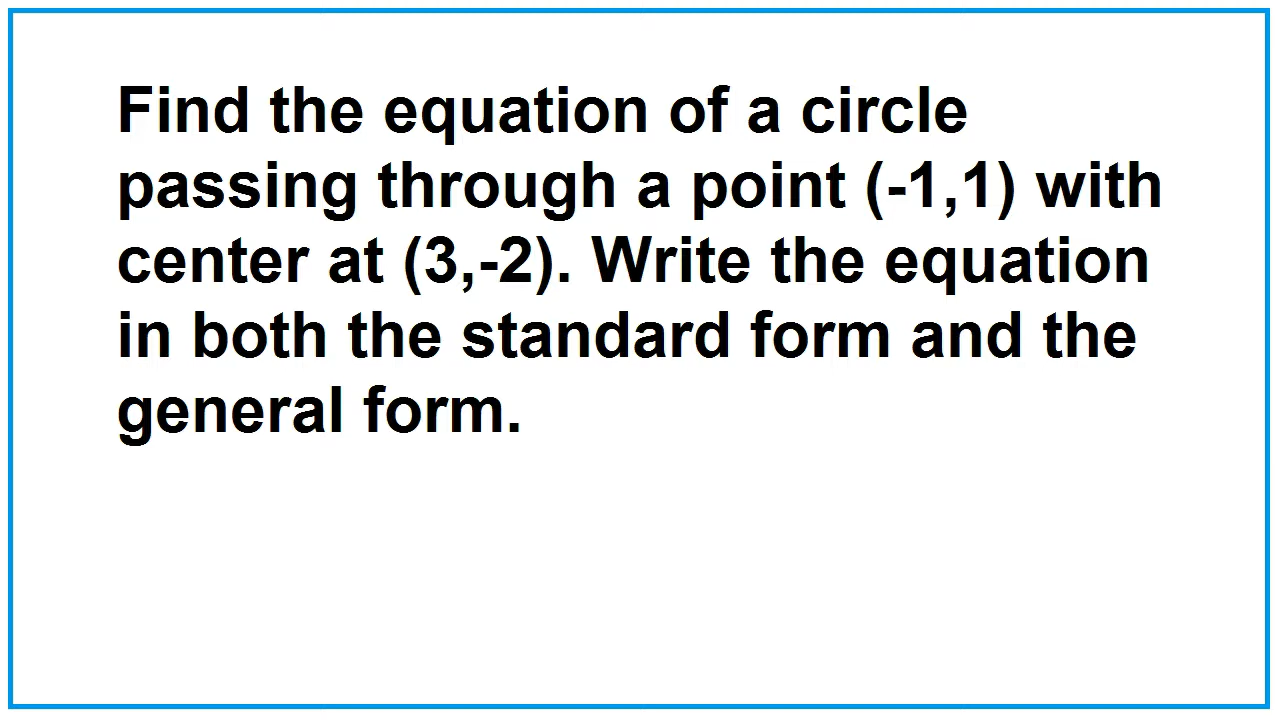 Find the equation of a circle
passing through a point (-1,1) with
center at (3,-2). Write the equation
in both the standard form and the
general form.